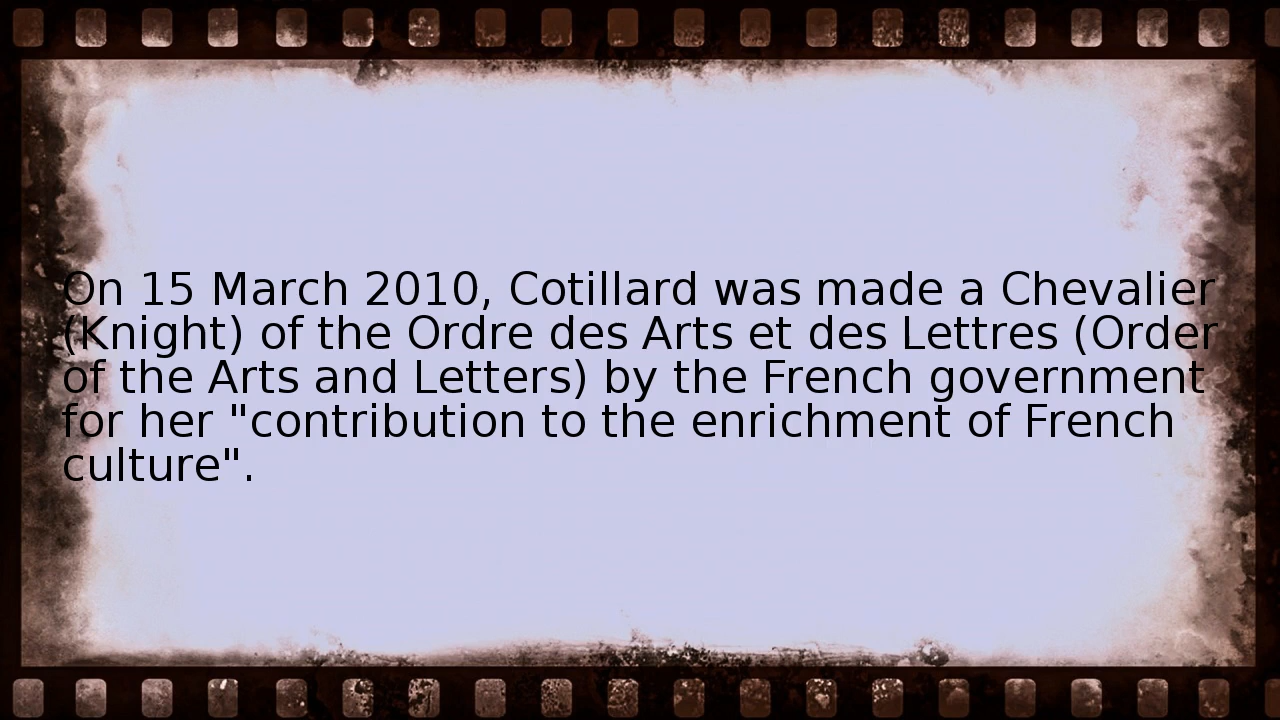 On 15 March 2010, Cotillard was made a Chevalier
(Knight) of the Ordre des Arts et des Lettres (Order
of the Arts and Letters) by the French government
for her "contribution to the enrichment of French
culture".